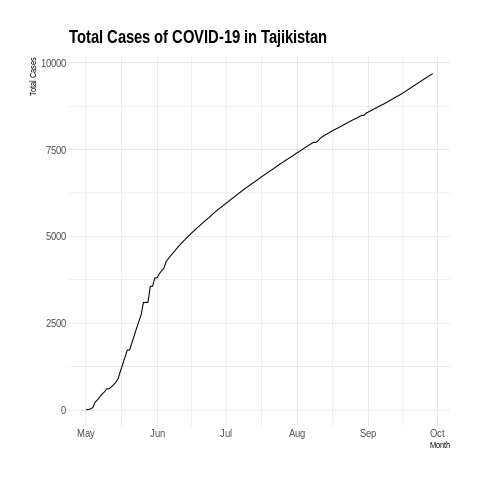 Total Cases of COVID-19 in Tajikistan
Total Cases
10000
7500
5000
2500
0
May Jun Jul Aug Sep Oct
Month